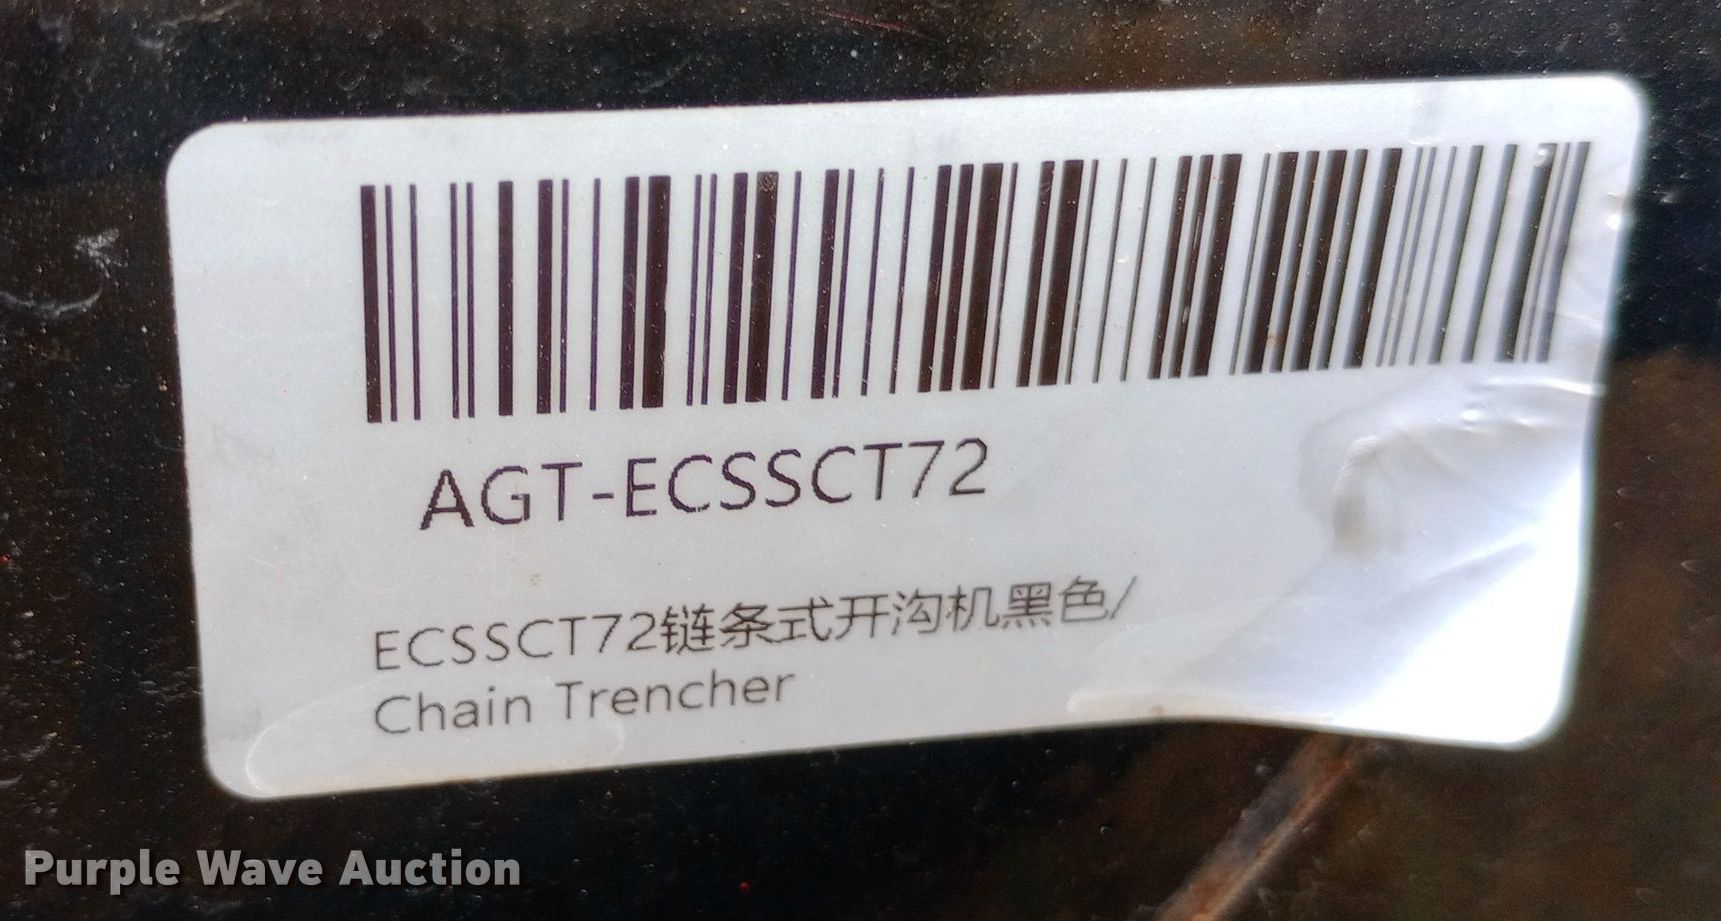 AGT-ECSSCT72
ECSSCT72链条式开沟机黑色/
Chain Trencher
Purple Wave Auction